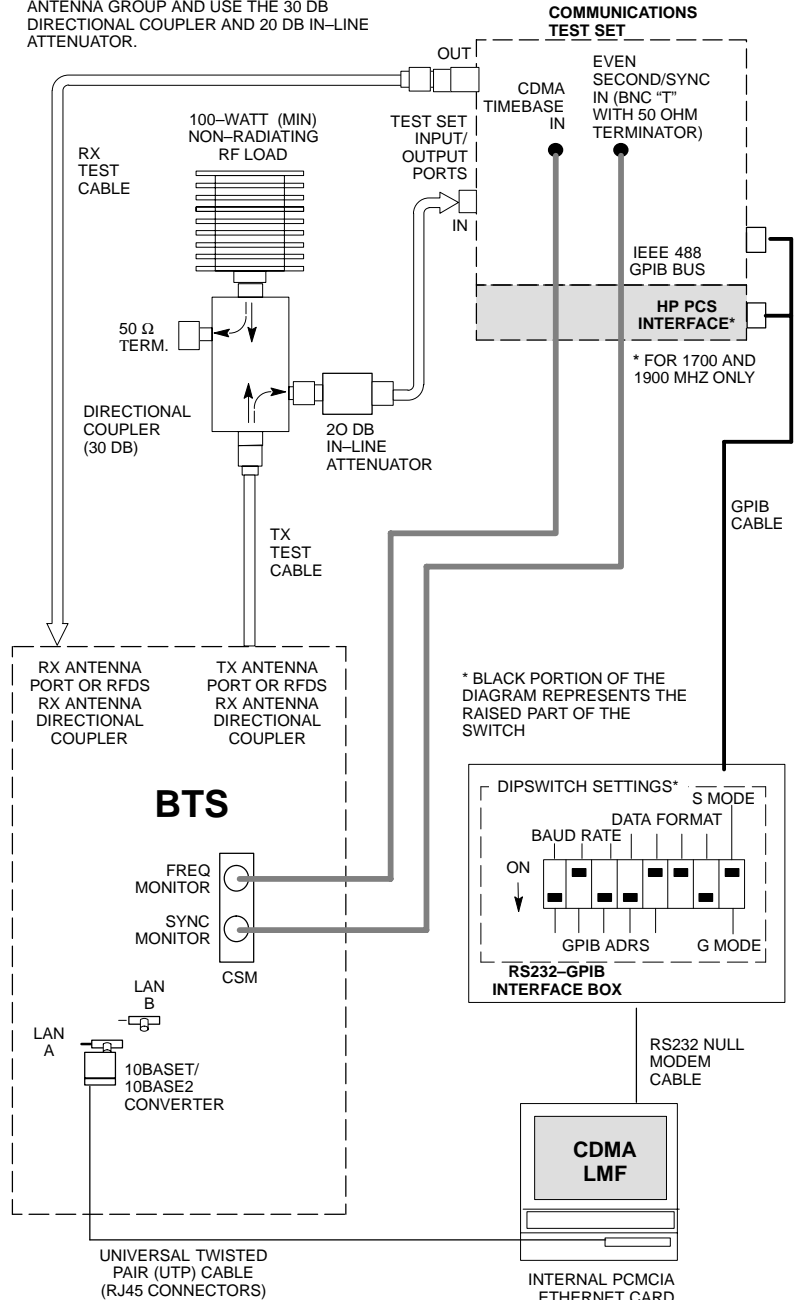 ANTENNA GROUP AND USE THE 30 DB
DIRECTIONAL COUPLER AND 20 DB IN–LINE
ATTENUATOR.
COMMUNICATIONS
TEST SET
OUT
EVEN
SECOND/SYNC
IN (BNC “T”
WITH 50 OHM
TERMINATOR)
CDMA
TIMEBASE
IN
100–WATT (MIN)
NON–RADIATING
RF LOAD
TEST SET
INPUT/
OUTPUT
PORTS
RX
TEST
CABLE
IN
IEEE 488
GPIB BUS
HP PCS
INTERFACE*
50 Ω
TERM.
* FOR 1700 AND
1900 MHZ ONLY
DIRECTIONAL
COUPLER
(30 DB)
2O DB
IN–LINE
ATTENUATOR
GPIB
CABLE
TX
TEST
CABLE
RX ANTENNA
PORT OR RFDS
RX ANTENNA
DIRECTIONAL
COUPLER
TX ANTENNA
PORT OR RFDS
RX ANTENNA
DIRECTIONAL
COUPLER
* BLACK PORTION OF THE
DIAGRAM REPRESENTS THE
RAISED PART OF THE
SWITCH
BTS
DIPSWITCH SETTINGS*
S MODE
DATA FORMAT
BAUD RATE
ON
GPIB ADRS
G MODE
RS232–GPIB
INTERFACE BOX
FREQ
MONITOR
SYNC
MONITOR
CSM
LAN
B
LAN
A
10BASET/
10BASE2
CONVERTER
RS232 NULL
MODEM
CABLE
CDMA
LMF
UNIVERSAL TWISTED
PAIR (UTP) CABLE
(RJ45 CONNECTORS)
INTERNAL PCMCIA
ETHERNET CARD